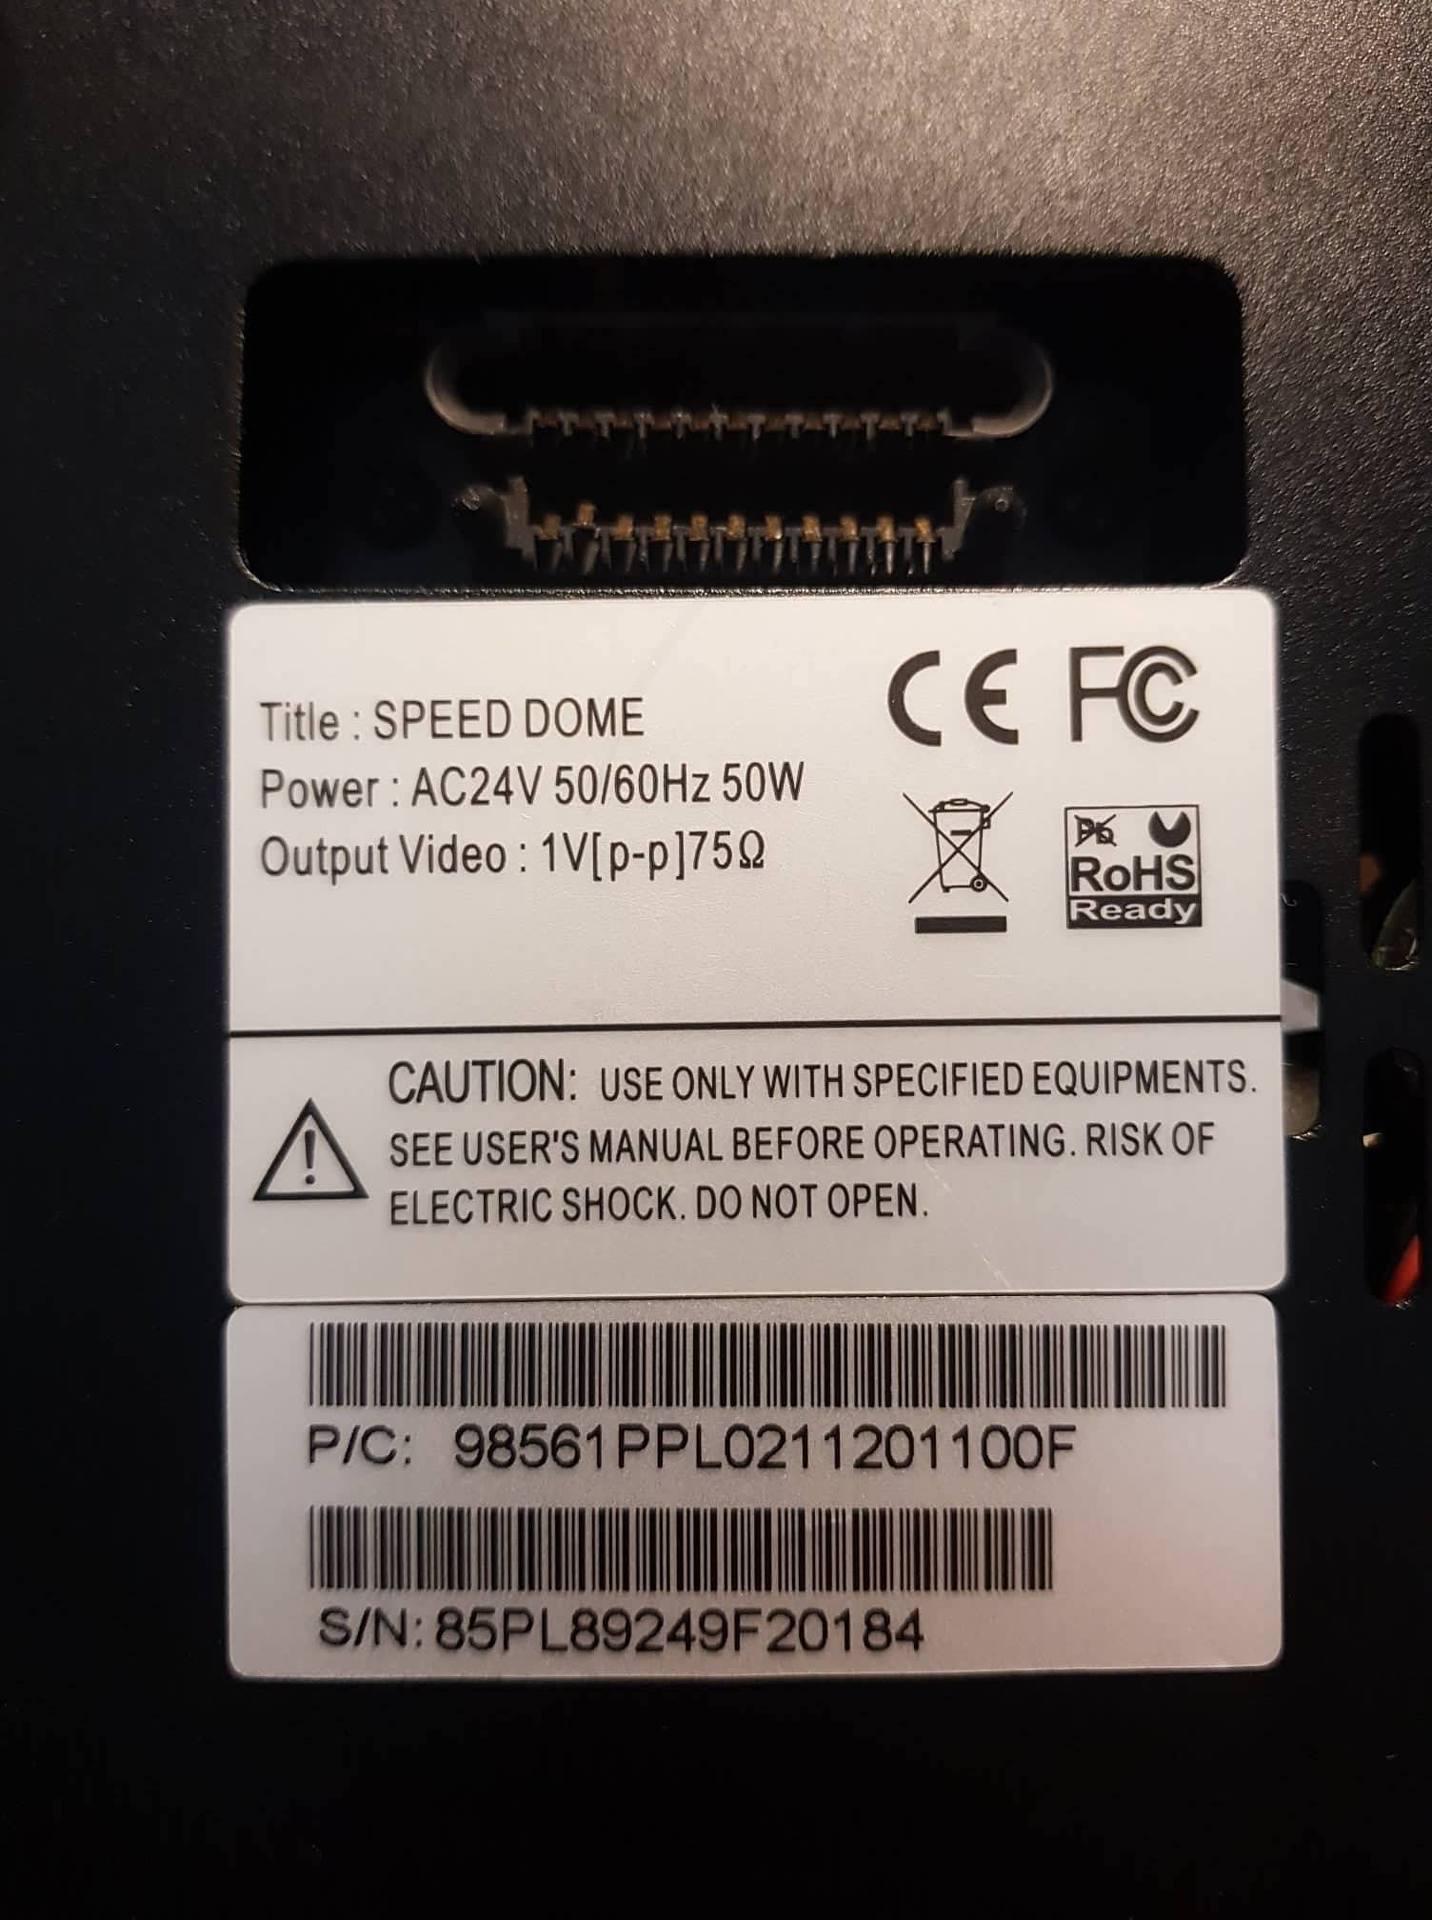 Title : SPEED DOME
Power : AC24V 50/60Hz 50W
Output Video : 1V[p-p]75Ω
CE FC
Pb
RoHS
Ready
CAUTION: USE ONLY WITH SPECIFIED EQUIPMENTS.
SEE USER'S MANUAL BEFORE OPERATING. RISK OF
ELECTRIC SHOCK. DO NOT OPEN.
P/C: 98561PPL0211201100F
S/N: 85PL89249F20184